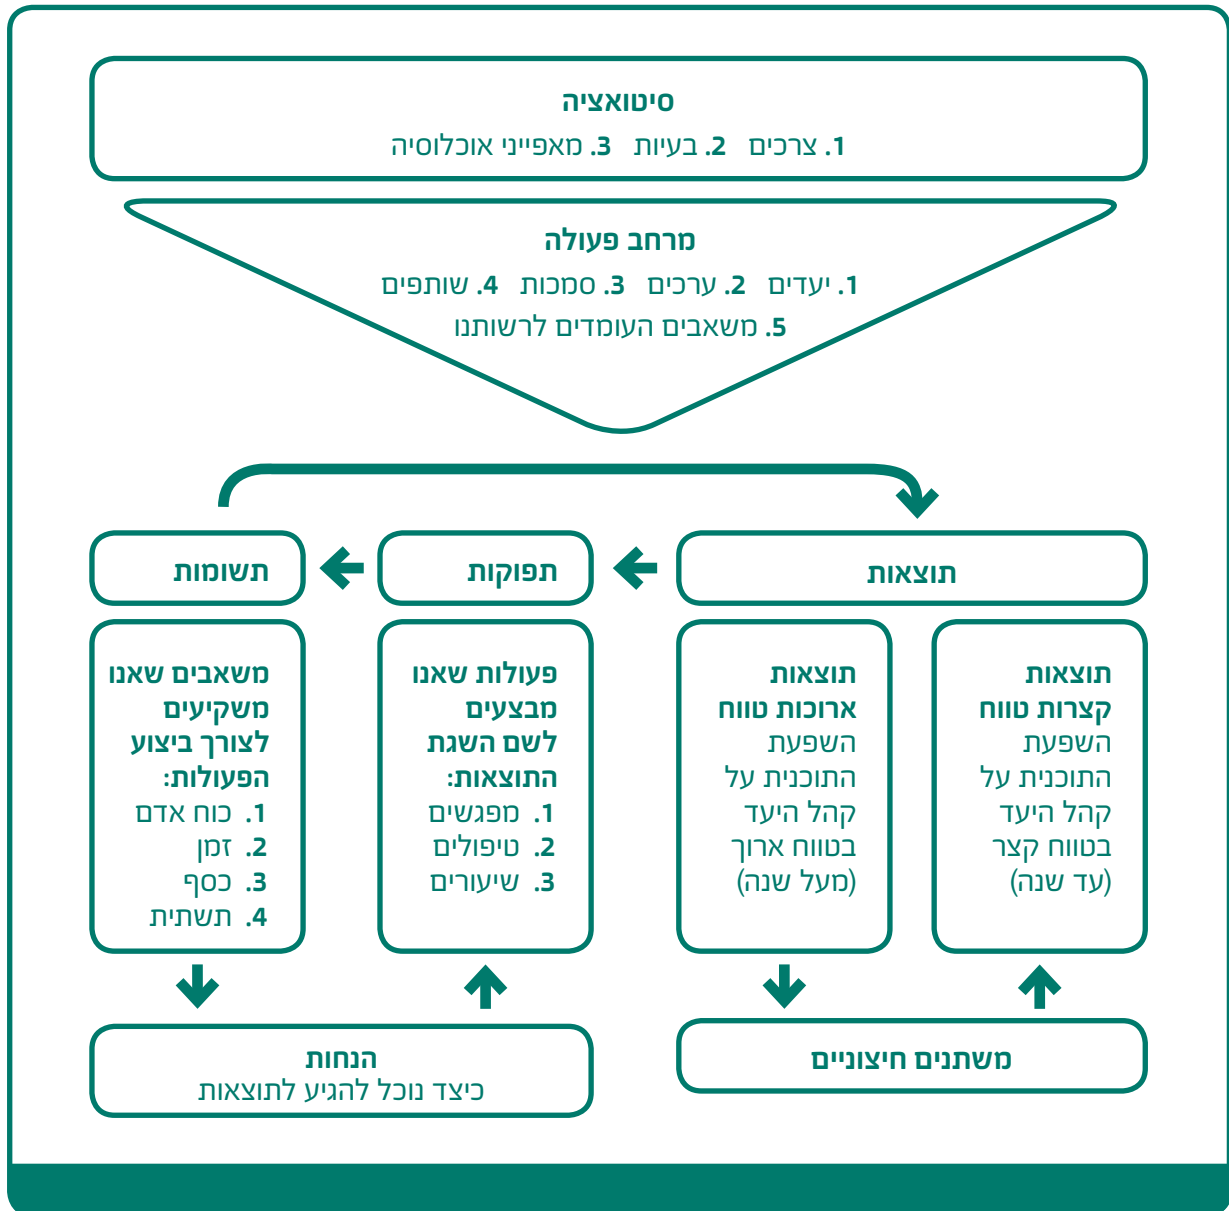 סיטואציה
1. צרכים 2. בעיות 3. מאפייני אוכלוסיה
מרחב פעולה
1. יעדים 2. ערכים 3. סמכות 4. שותפים
5. משאבים העומדים לרשותנו
תוצאות
תפוקות
תשומות
תוצאות
קצרות טווח
השפעת
התוכנית על
קהל היעד
בטווח קצר
(עד שנה)
תוצאות
ארוכות טווח
השפעת
התוכנית על
קהל היעד
בטווח ארוך
(מעל שנה)
פעולות שאנו
מבצעים
לשם השגת
התוצאות:
1. מפגשים
2. טיפולים
3. שיעורים
משאבים שאנו
משקיעים
לצורך ביצוע
הפעולות:
1. כוח אדם
2. זמן
3. כסף
4. תשתית
משתנים חיצוניים
הנחות
כיצד נוכל להגיע לתוצאות